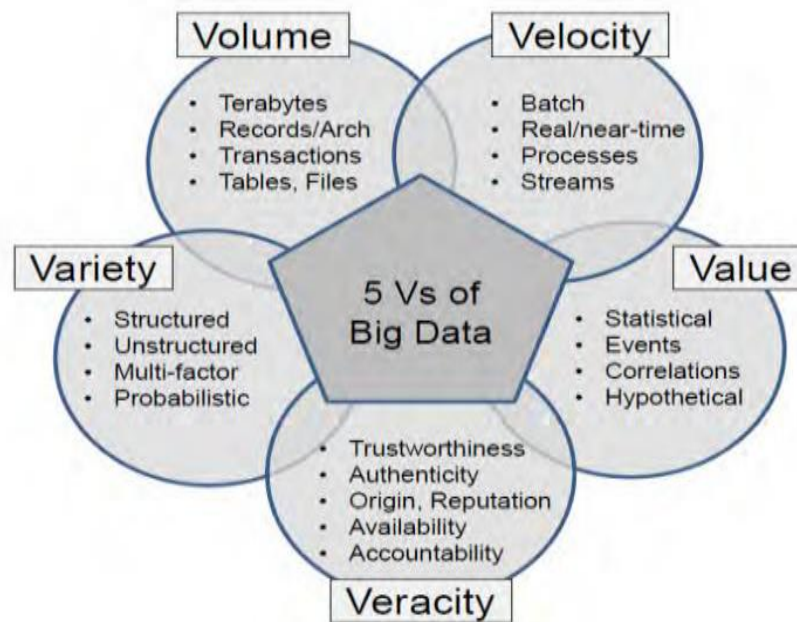 Volume
• Terabytes
• Records/Arch
• Transactions
• Tables, Files
Velocity
• Batch
• Real/near-time
• Processes
• Streams
Variety
• Structured
• Unstructured
• Multi-factor
• Probabilistic
5 Vs of
Big Data
Value
• Statistical
• Events
• Correlations
• Hypothetical
• Trustworthiness
• Authenticity
• Origin, Reputation
• Availability
• Accountability
Veracity